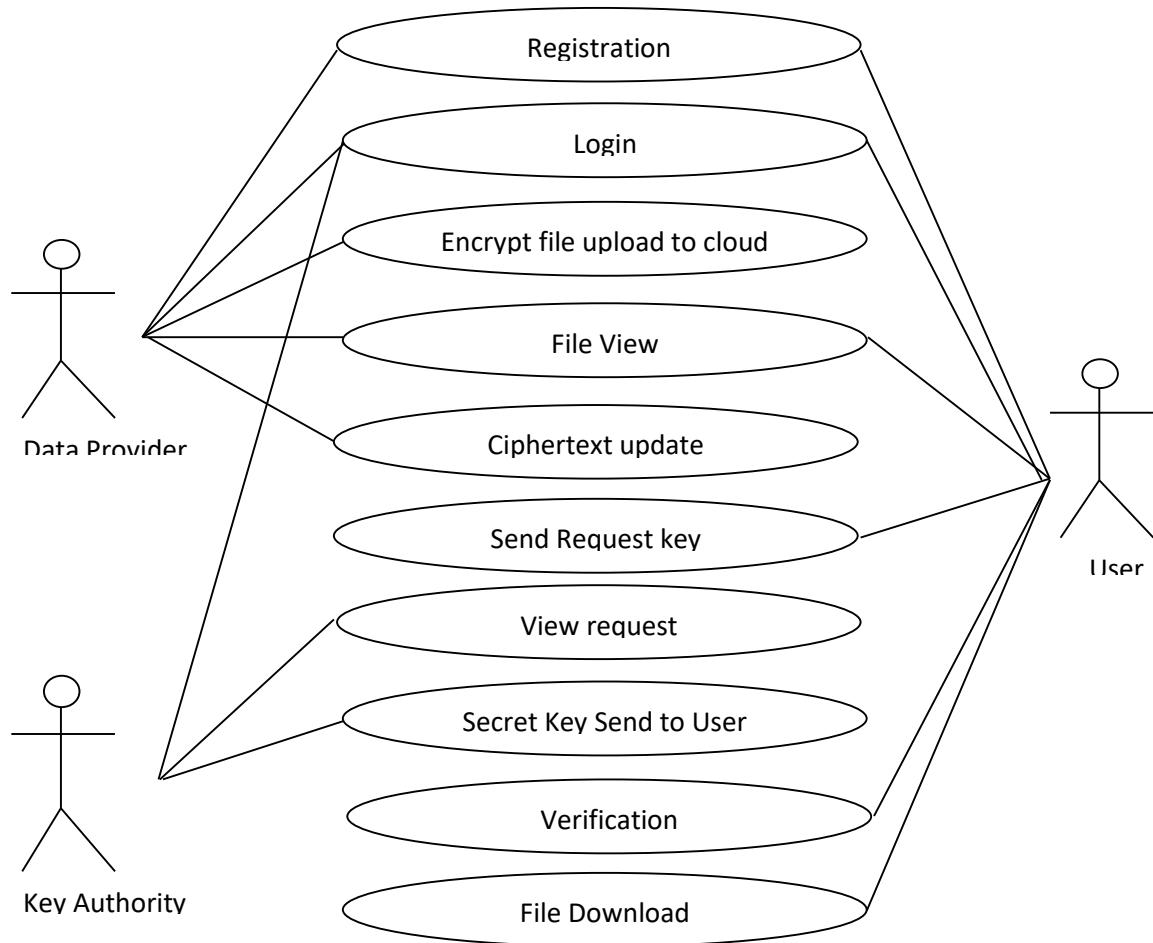 Registration
Login
Encrypt file upload to cloud
File View
Data Provider
Ciphertext update
Send Request key
User
View request
Secret Key Send to User
Verification
Key Authority
File Download